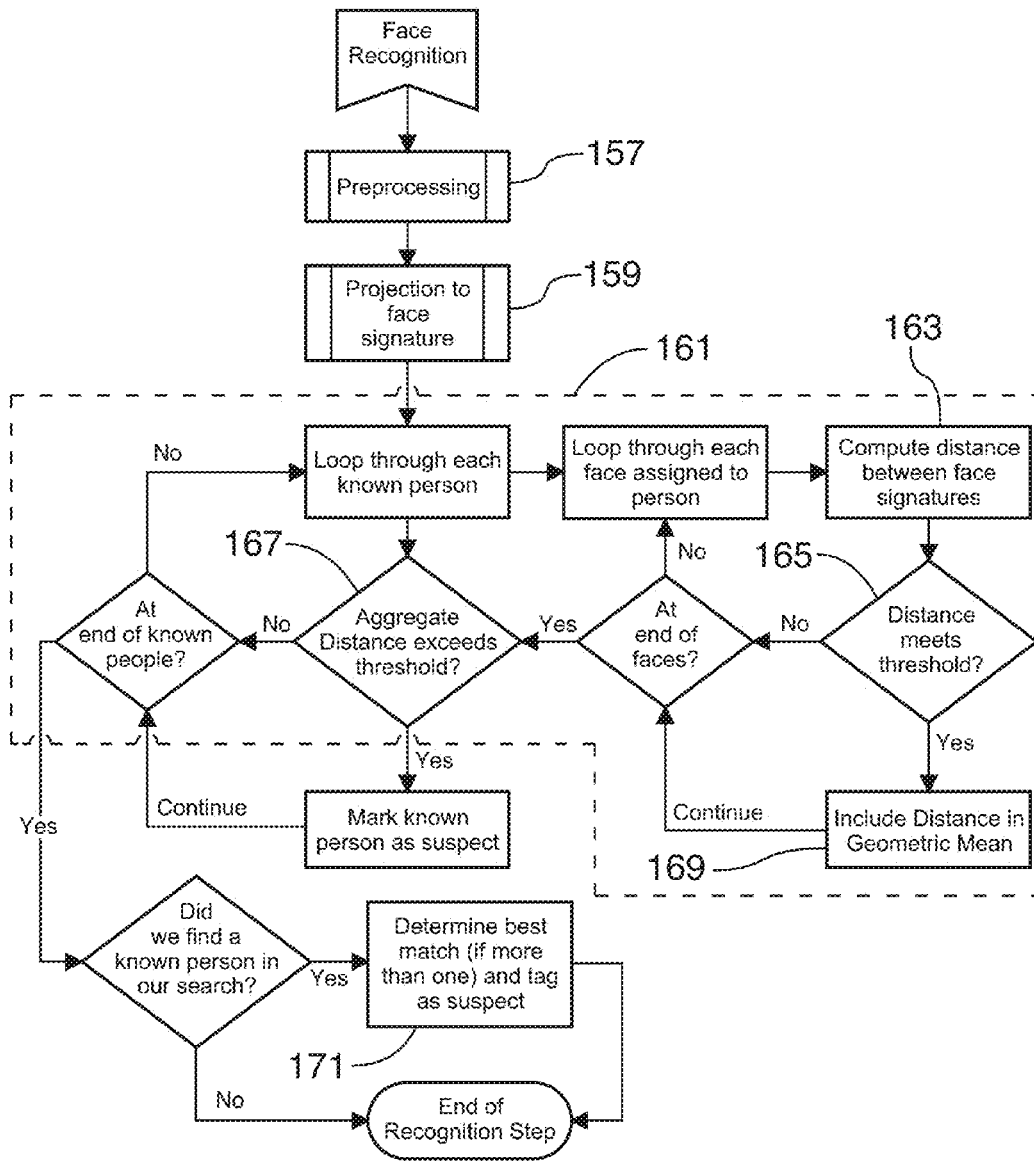 Face
Recognition
157
Preprocessing
159
Projection to
face
signature
161
163
No
Loop through each
known person
Loop through each
face assigned to
person
Compute distance
between face
signatures
167
No
165
At
end of known
people?
No
Aggregate
Distance exceeds
threshold?
Yes
At
end of
faces?
No
Distance
meets
threshold?
Yes
Yes
Yes
Continue
Mark known
person as suspect
Continue
Include Distance in
Geometric Mean
169
Did
we find a
known person in
our search?
Yes
Determine best
match (if more
than one) and tag
as suspect
171
No
End of
Recognition Step